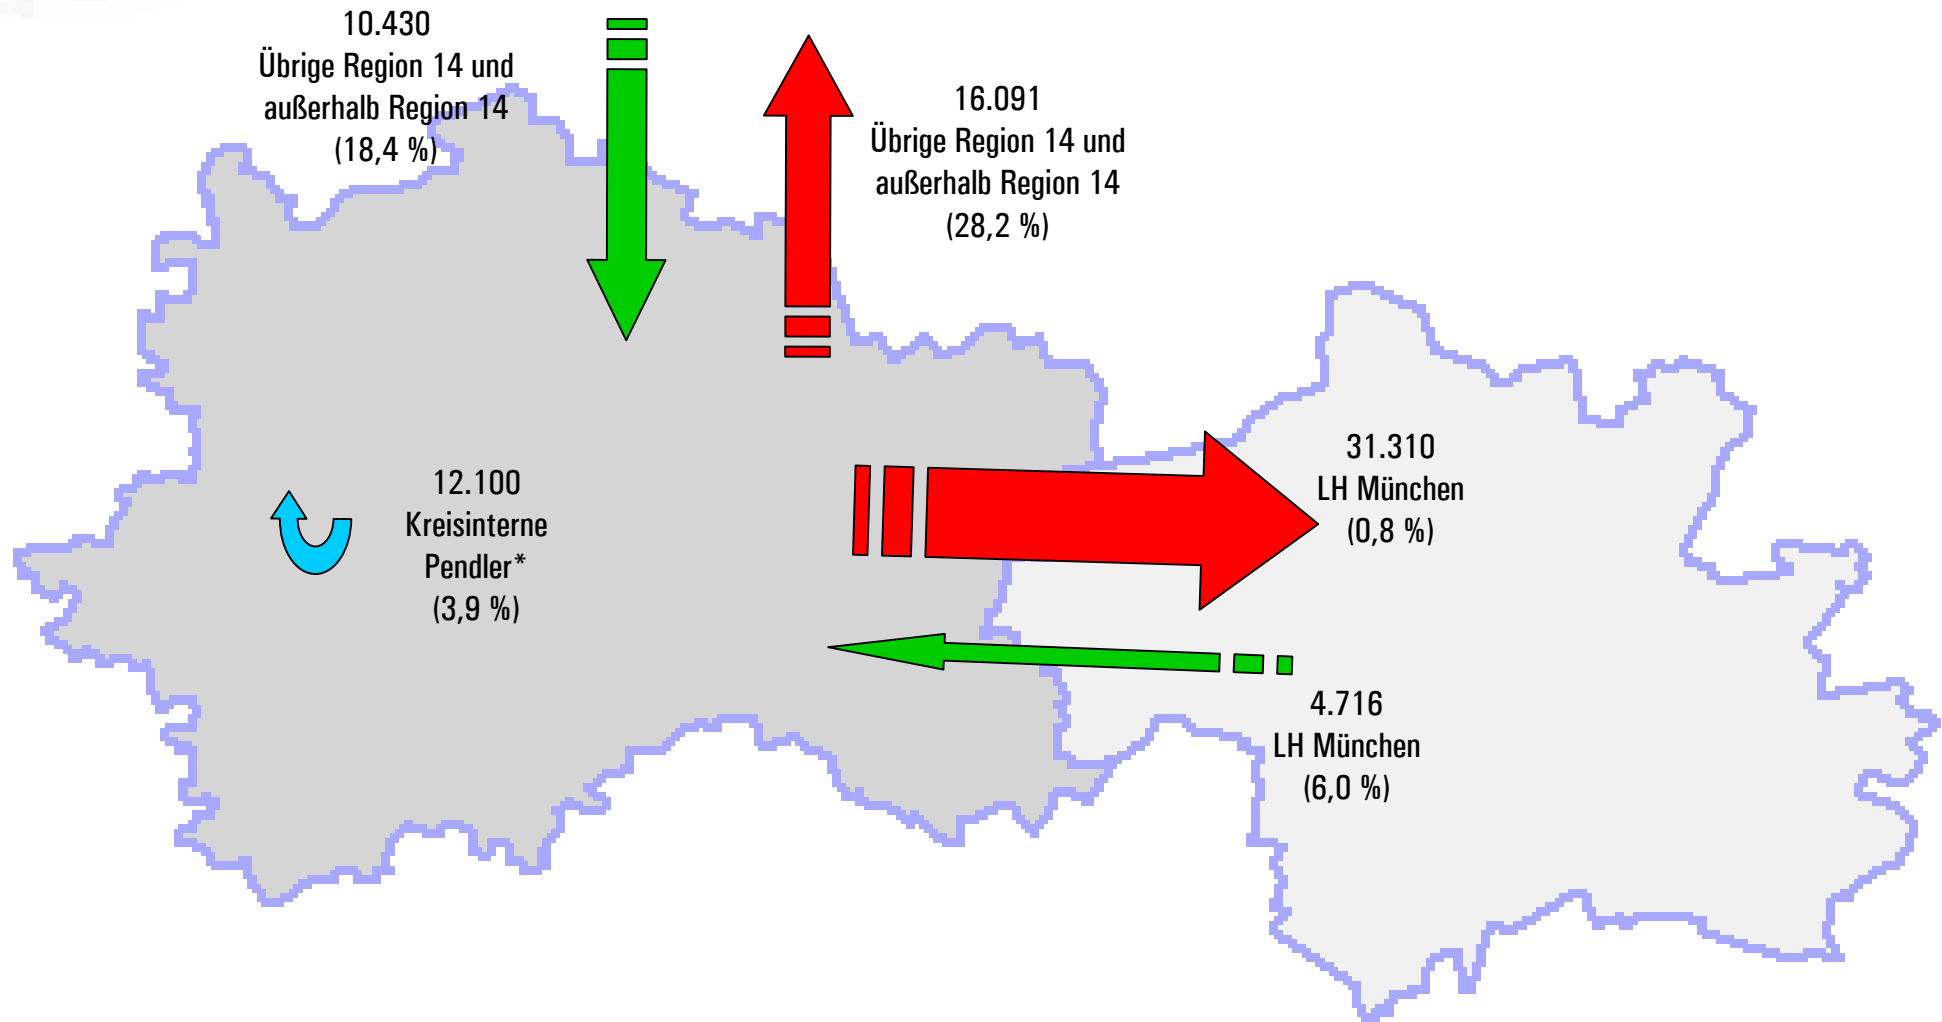 10.430
Übrige Region 14 und
außerhalb Region 14
(18,4 %)
16.091
Übrige Region 14 und
außerhalb Region 14
(28,2 %)
12.100
Kreisinterne
Pendler*
(3,9 %)
31.310
LH München
(0,8 %)
4.716
LH München
(6,0 %)